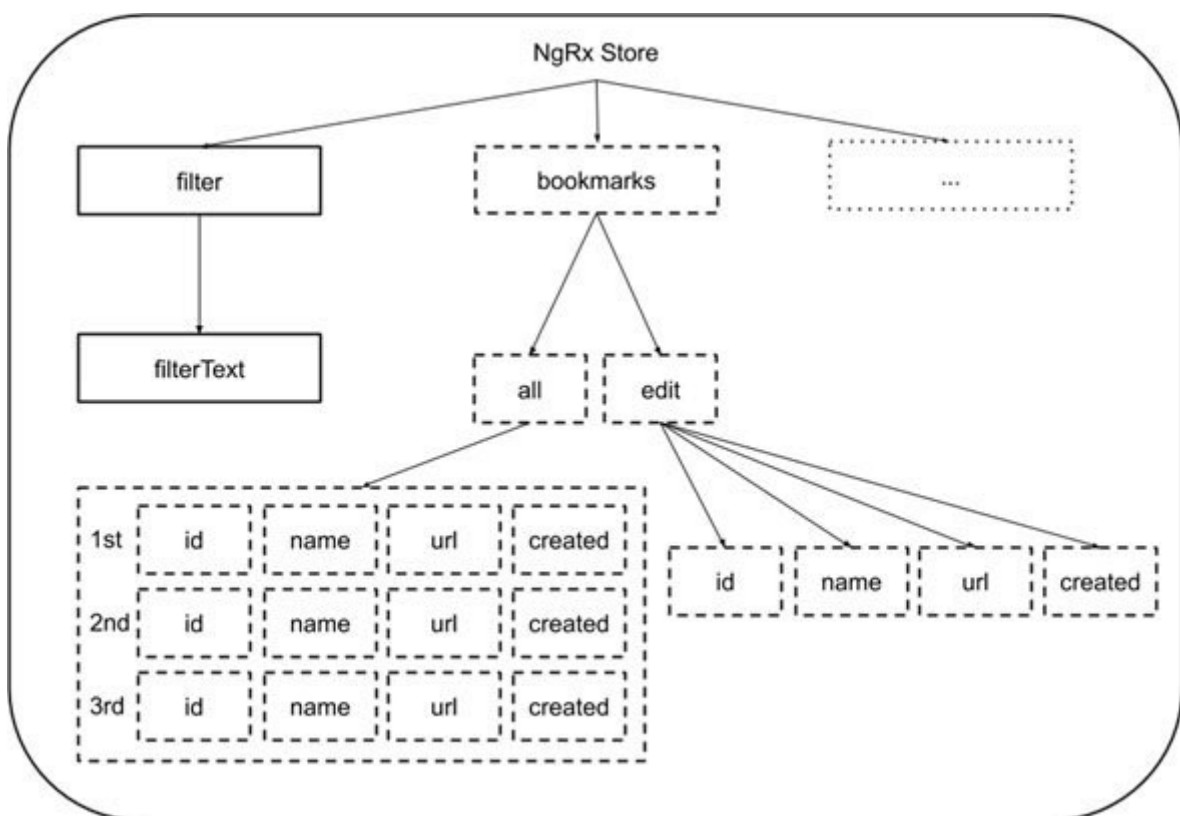 NgRx Store
filter
bookmarks
...
filterText
all
edit
1st id name url created
id name url created
2nd id name url created
3rd id name url created